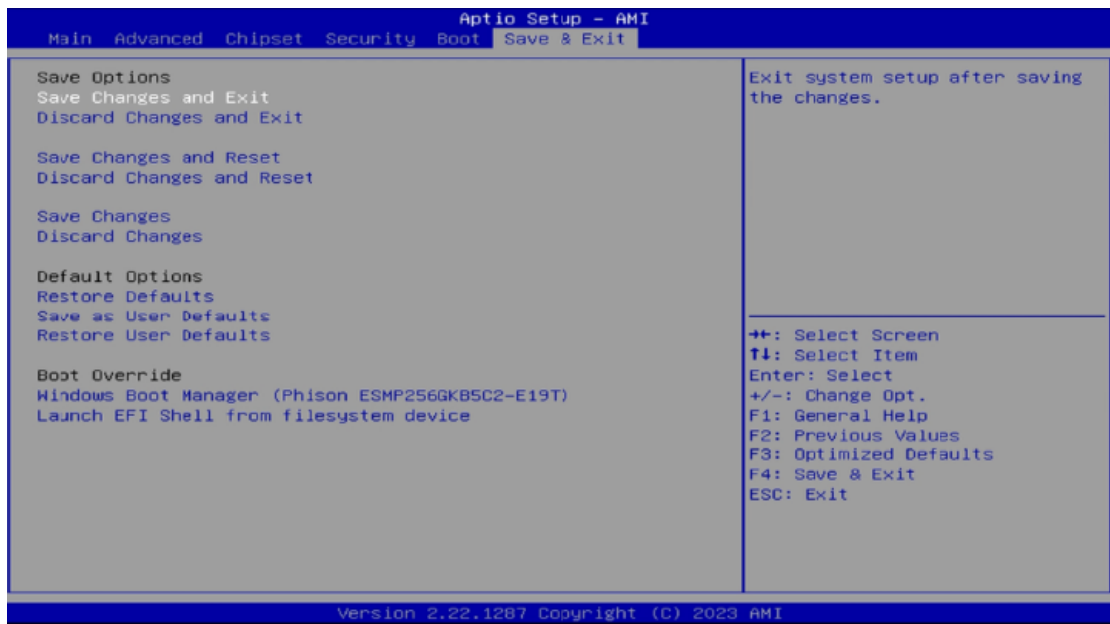 Aptio Setup – AMI
Main Advanced Chipset Security Boot Save & Exit
Save Options
Save Changes and Exit
Discard Changes and Exit
Save Changes and Reset
Discard Changes and Reset
Save Changes
Discard Changes
Default Options
Restore Defaults
Save as User Defaults
Restore User Defaults
Boot Override
Windows Boot Manager (Phison ESMP256GKB5C2-E19T)
Launch EFI Shell from filesystem device
Exit system setup after saving
the changes.
→←: Select Screen
↑↓: Select Item
Enter: Select
+/-: Change Opt.
F1: General Help
F2: Previous Values
F3: Optimized Defaults
F4: Save & Exit
ESC: Exit
Version 2.22.1287 Copyright (C) 2023 AMI